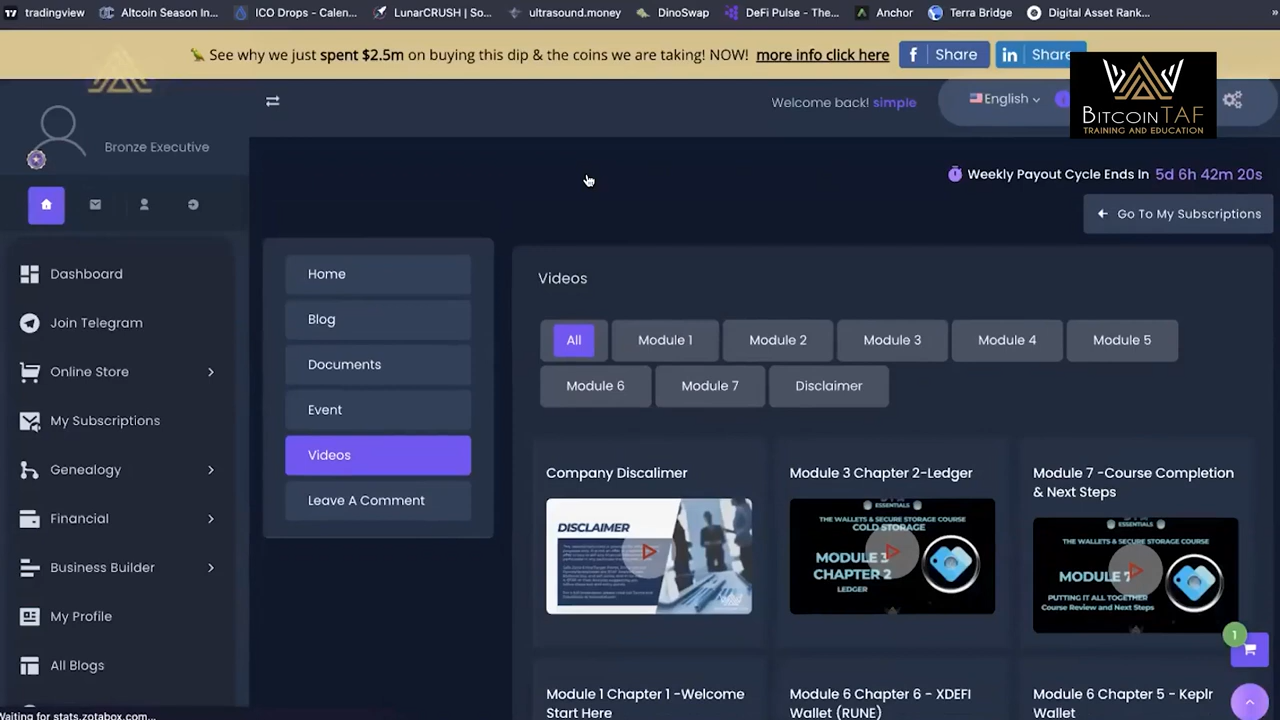 tradingview
Altcoin Season In...
ICO Drops - Calen...
LunarCRUSH | So...
ultrasound.money
DinoSwap
DeFi Pulse - The...
Anchor
Terra Bridge
Digital Asset Rank...
»
See why we just spent $2.5m on buying this dip & the coins we are taking! NOW! more info click here
Share
in Share
BITCOINTAF
TRAINING AND EDUCATION
Bronze Executive
Welcome back! simple
English
Weekly Payout Cycle Ends In 5d 6h 42m 20s
Go To My Subscriptions
Dashboard
Join Telegram
Online Store
My Subscriptions
Genealogy
Financial
Business Builder
My Profile
All Blogs
Home
Blog
Documents
Event
Videos
Leave A Comment
Videos
All
Module 1
Module 2
Module 3
Module 4
Module 5
Module 6
Module 7
Disclaimer
Company Discalimer
DISCLAIMER
Module 3 Chapter 2-Ledger
ESSENTIALS
THE WALLETS & SECURE STORAGE COURSE
COLD STORAGE
MODULE 3
CHAPTER 2
LEDGER
Module 7 -Course Completion
& Next Steps
ESSENTIALS
THE WALLETS & SECURE STORAGE COURSE
MODULE 7
PUTTING IT ALL TOGETHER
Course Review and Next Steps
1
Module 1 Chapter 1 -Welcome
Start Here
Module 6 Chapter 6 - XDEFI
Wallet (RUNE)
Module 6 Chapter 5 - Keplr
Wallet
Waiting for stats.zotabox.com...